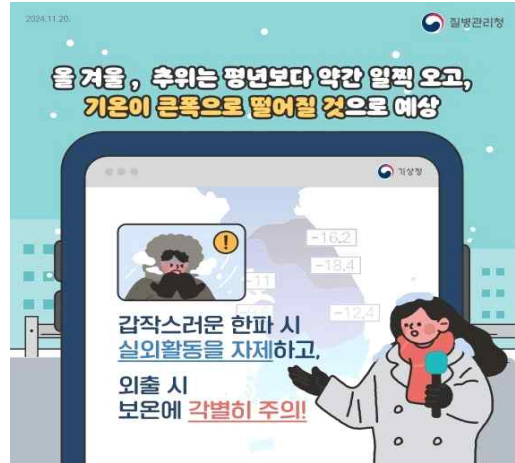 2024.11.20.
질병관리청
올 겨울, 추위는 평년보다 약간 일찍 오고,
기온이 큰폭으로 떨어질 것으로 예상
기상청
!
-16.2
-18.4
-11
-12.4
갑작스러운 한파 시
실외활동을 자제하고,
외출 시
보온에 각별히 주의!